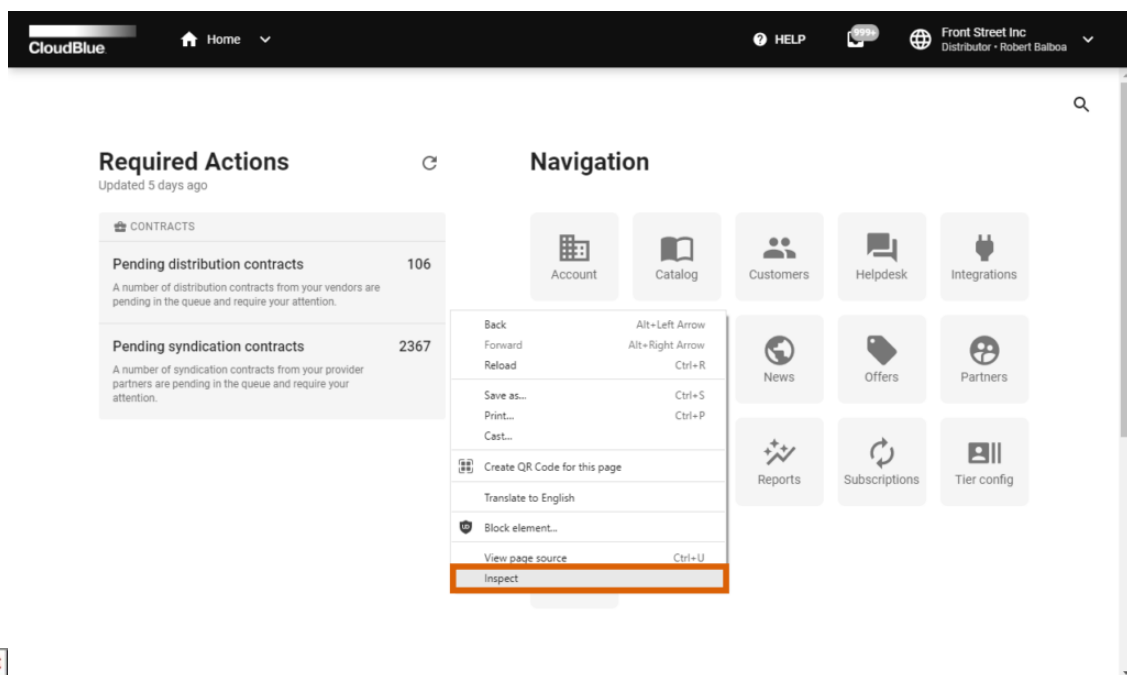 CloudBlue
Home
HELP
999+
Front Street Inc
Distributor • Robert Balboa
Required Actions
Updated 5 days ago
CONTRACTS
Pending distribution contracts 106
A number of distribution contracts from your vendors are
pending in the queue and require your attention.
Pending syndication contracts 2367
A number of syndication contracts from your provider
partners are pending in the queue and require your
attention.
Navigation
Account
Catalog
Customers
Helpdesk
Integrations
News
Offers
Partners
Reports
Subscriptions
Tier config
Back Alt+Left Arrow
Forward Alt+Right Arrow
Reload Ctrl+R
Save as... Ctrl+S
Print... Ctrl+P
Cast...
Create QR Code for this page
Translate to English
Block element...
View page source Ctrl+U
Inspect